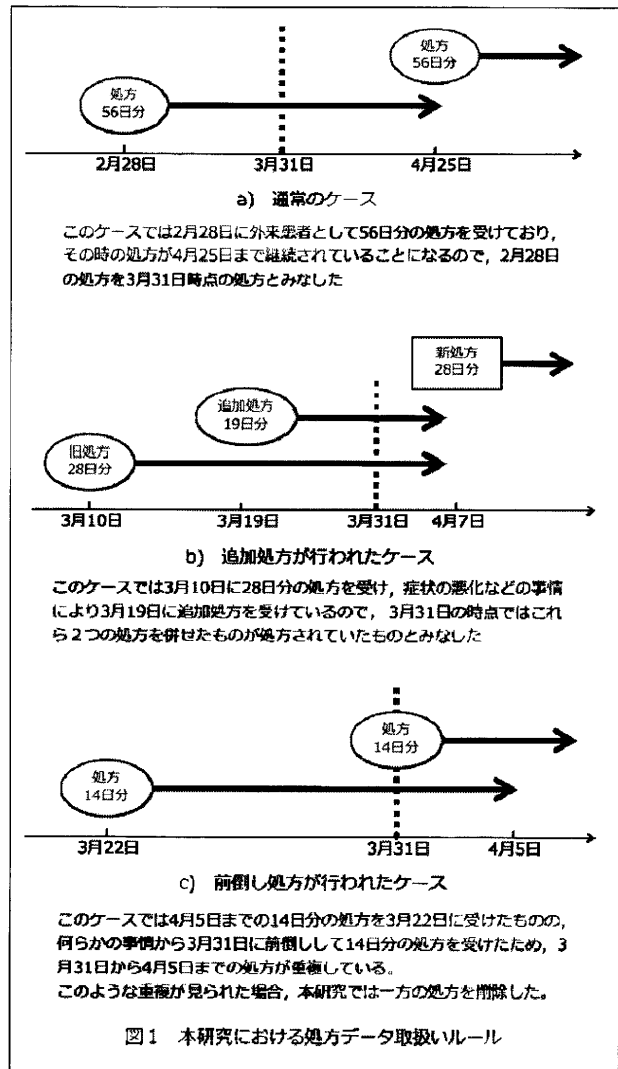 処方
56日分
処方
56日分
2月28日
3月31日
4月25日
a) 通常のケース
このケースでは2月28日に外来患者として56日分の処方を受けており，
その時の処方が4月25日まで継続されていることになるので，2月28日
の処方を3月31日時点の処方とみなした
新処方
28日分
追加処方
19日分
旧処方
28日分
3月10日
3月19日
3月31日
4月7日
b) 追加処方が行われたケース
このケースでは3月10日に28日分の処方を受け，症状の悪化などの事情
により3月19日に追加処方を受けているので，3月31日の時点ではこれ
ら２つの処方を併せたものが処方されていたものとみなした
処方
14日分
処方
14日分
3月22日
3月31日
4月5日
c) 前倒し処方が行われたケース
このケースでは4月5日までの14日分の処方を3月22日に受けたものの，
何らかの事情から3月31日に前倒しして14日分の処方を受けたため，3
月31日から4月5日までの処方が重複している。
このような重複が見られた場合，本研究では一方の処方を削除した。
図１ 本研究における処方データ取扱いルール